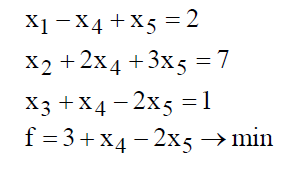 x₁ − x₄ + x₅ = 2
x₂ + 2x₄ + 3x₅ = 7
x₃ + x₄ − 2x₅ = 1
f = 3 + x₄ − 2x₅ → min